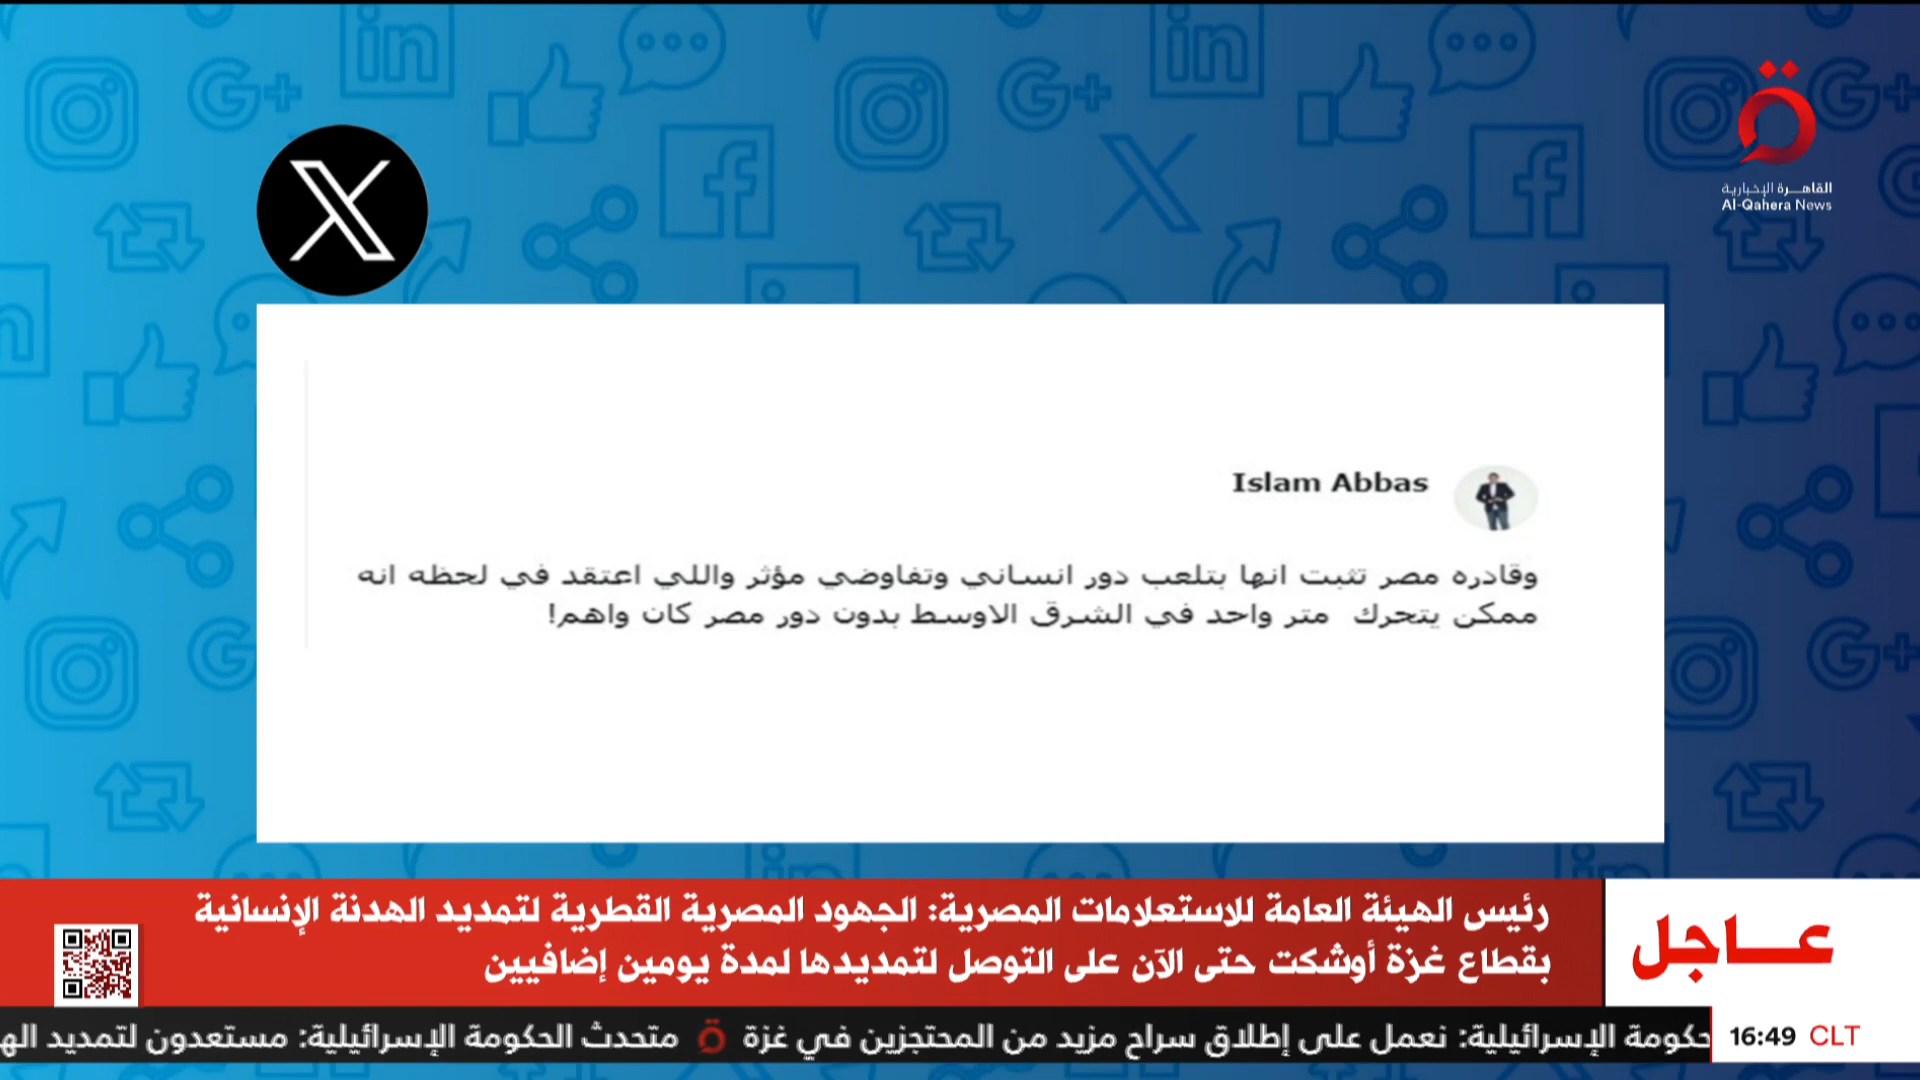 القاهرة الإخبارية
Al-Qahera News
Islam Abbas
وقادره مصر تثبت انها بتلعب دور انساني وتفاوضي مؤثر واللي اعتقد في لحظه انه
ممكن يتحرك متر واحد في الشرق الاوسط بدون دور مصر كان واهم!
عاجل
رئيس الهيئة العامة للاستعلامات المصرية: الجهود المصرية القطرية لتمديد الهدنة الإنسانية
بقطاع غزة أوشكت حتى الآن على التوصل لتمديدها لمدة يومين إضافيين
حكومة الإسرائيلية: نعمل على إطلاق سراح مزيد من المحتجزين في غزة متحدث الحكومة الإسرائيلية: مستعدون لتمديد اله
16:49 CLT